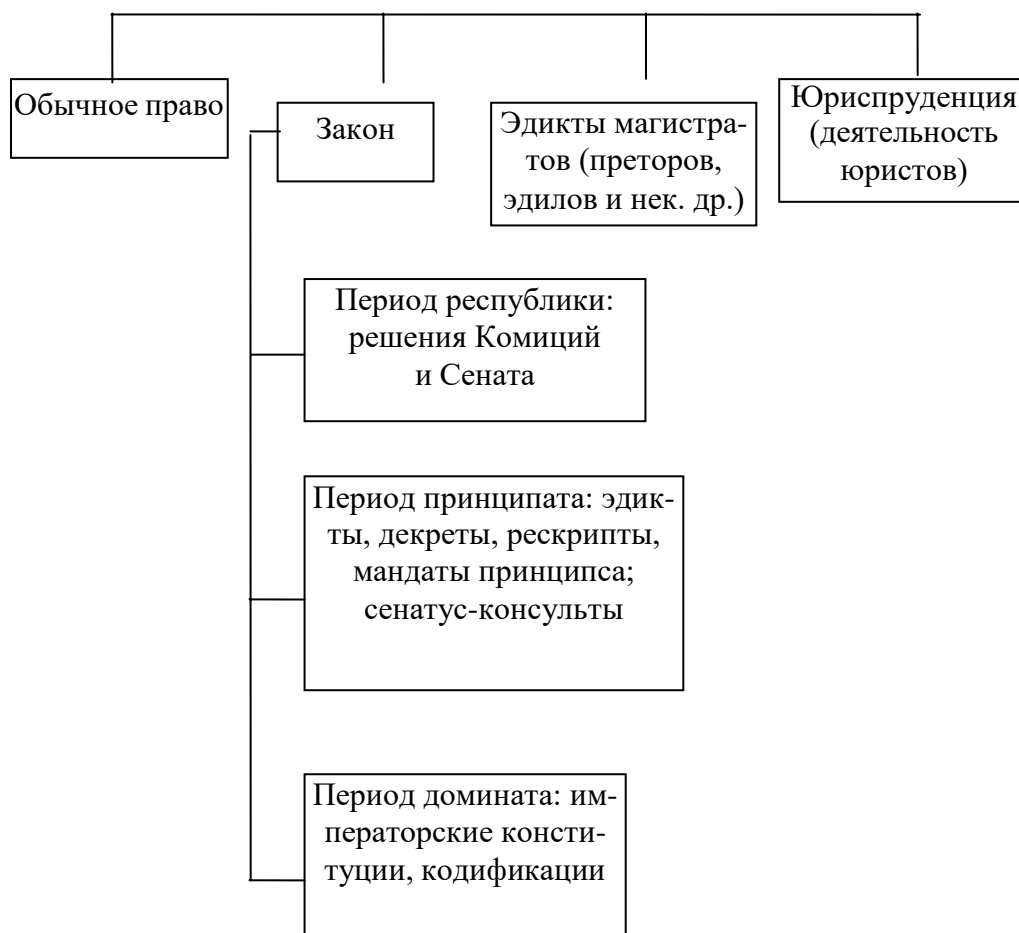 Обычное право
Закон
Эдикты магистра-
тов (преторов,
эдилов и нек. др.)
Юриспруденция
(деятельность
юристов)
Период республики:
решения Комиций
и Сената
Период принципата: эдик-
ты, декреты, рескрипты,
мандаты принципса;
сенатус-консульты
Период домината: им-
ператорские консти-
туции, кодификации